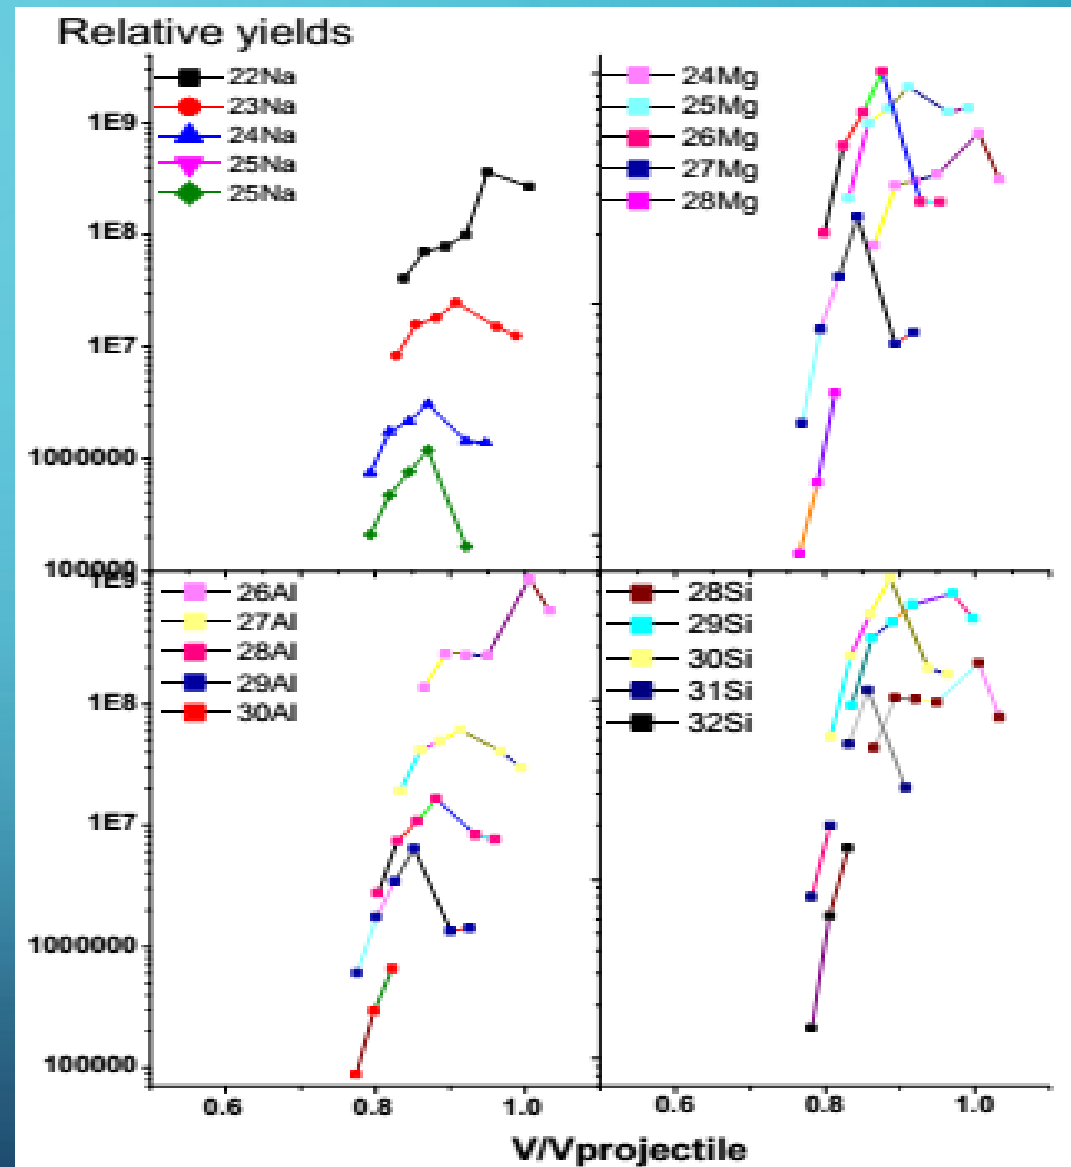 Relative yields
22Na
23Na
24Na
25Na
25Na
1E9
1E8
1E7
1000000
100000
24Mg
25Mg
26Mg
27Mg
28Mg
1E9
1E8
1E7
1000000
100000
26Al
27Al
28Al
29Al
30Al
28Si
29Si
30Si
31Si
32Si
0.6
0.8
1.0
0.6
0.8
1.0
V/Vprojectile